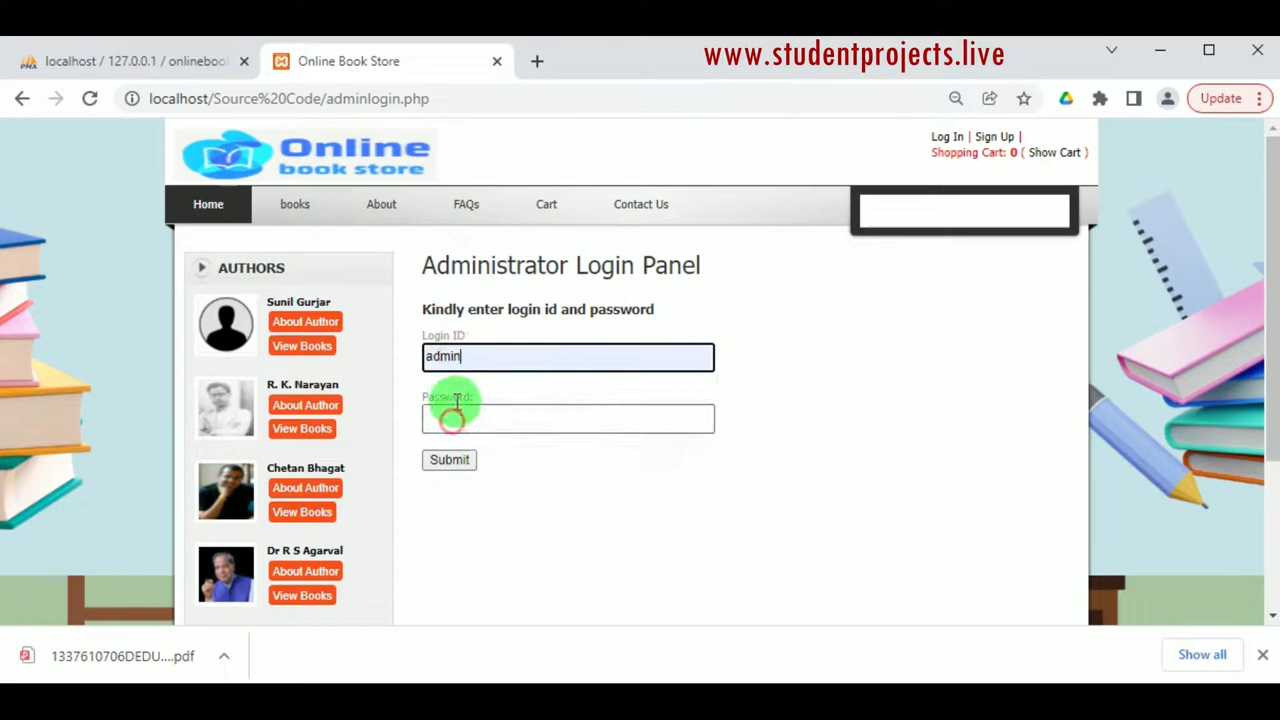 www.studentprojects.live
localhost / 127.0.0.1 / onlinebool
Online Book Store
localhost/Source%20Code/adminlogin.php
Update
Online
book store
Log In | Sign Up |
Shopping Cart: 0 ( Show Cart )
Home
books
About
FAQs
Cart
Contact Us
AUTHORS
Sunil Gurjar
About Author
View Books
R. K. Narayan
About Author
View Books
Chetan Bhagat
About Author
View Books
Dr R S Agarval
About Author
View Books
Administrator Login Panel
Kindly enter login id and password
Login ID
admin
Password:
Submit
1337610706DEDU....pdf
Show all